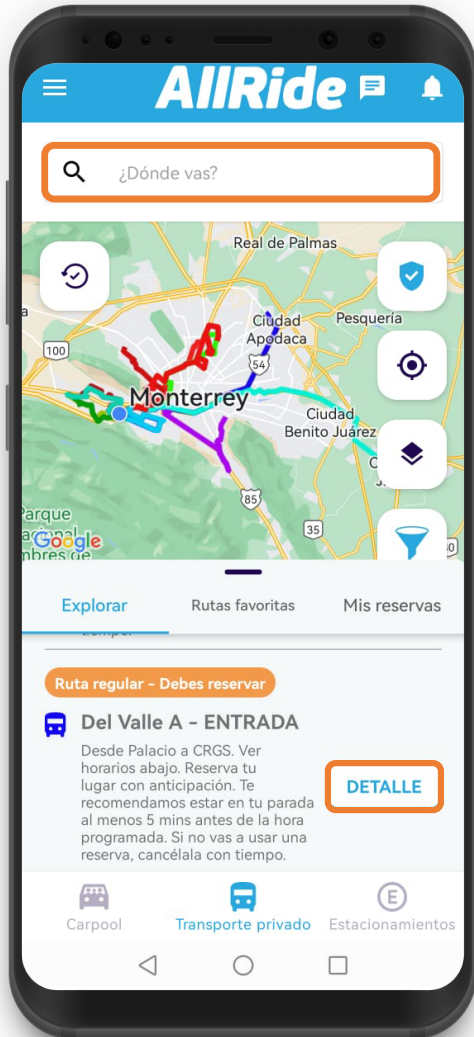 AllRide
¿Dónde vas?
Real de Palmas
Ciudad
Apodaca
Pesquería
100
54
Monterrey
Ciudad
Benito Juárez
85
Parque
35
Google
Explorar
Rutas favoritas
Mis reservas
tiempo.
Ruta regular - Debes reservar
Del Valle A - ENTRADA
Desde Palacio a CRGS. Ver
horarios abajo. Reserva tu
lugar con anticipación. Te
recomendamos estar en tu parada
al menos 5 mins antes de la hora
programada. Si no vas a usar una
reserva, cancélala con tiempo.
DETALLE
E
Carpool
Transporte privado
Estacionamientos